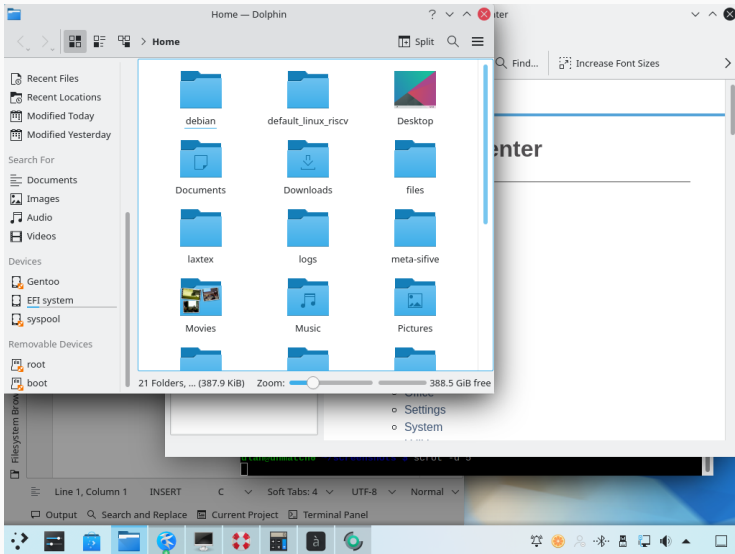 Home — Dolphin
nter
Home
Split
Find...
Increase Font Sizes
Recent Files
Recent Locations
Modified Today
Modified Yesterday
Search For
Documents
Images
Audio
Videos
Devices
Gentoo
EFI system
syspool
Removable Devices
root
boot
debian
default_linux_riscv
Desktop
Documents
Downloads
files
laxtex
logs
meta-sifive
Movies
Music
Pictures
enter
21 Folders, ... (387.9 KiB)
Zoom:
388.5 GiB free
Office
Settings
System
scrot -d 5
Filesystem Brow
Line 1, Column 1
INSERT
C
Soft Tabs: 4
UTF-8
Normal
Output
Search and Replace
Current Project
Terminal Panel
à